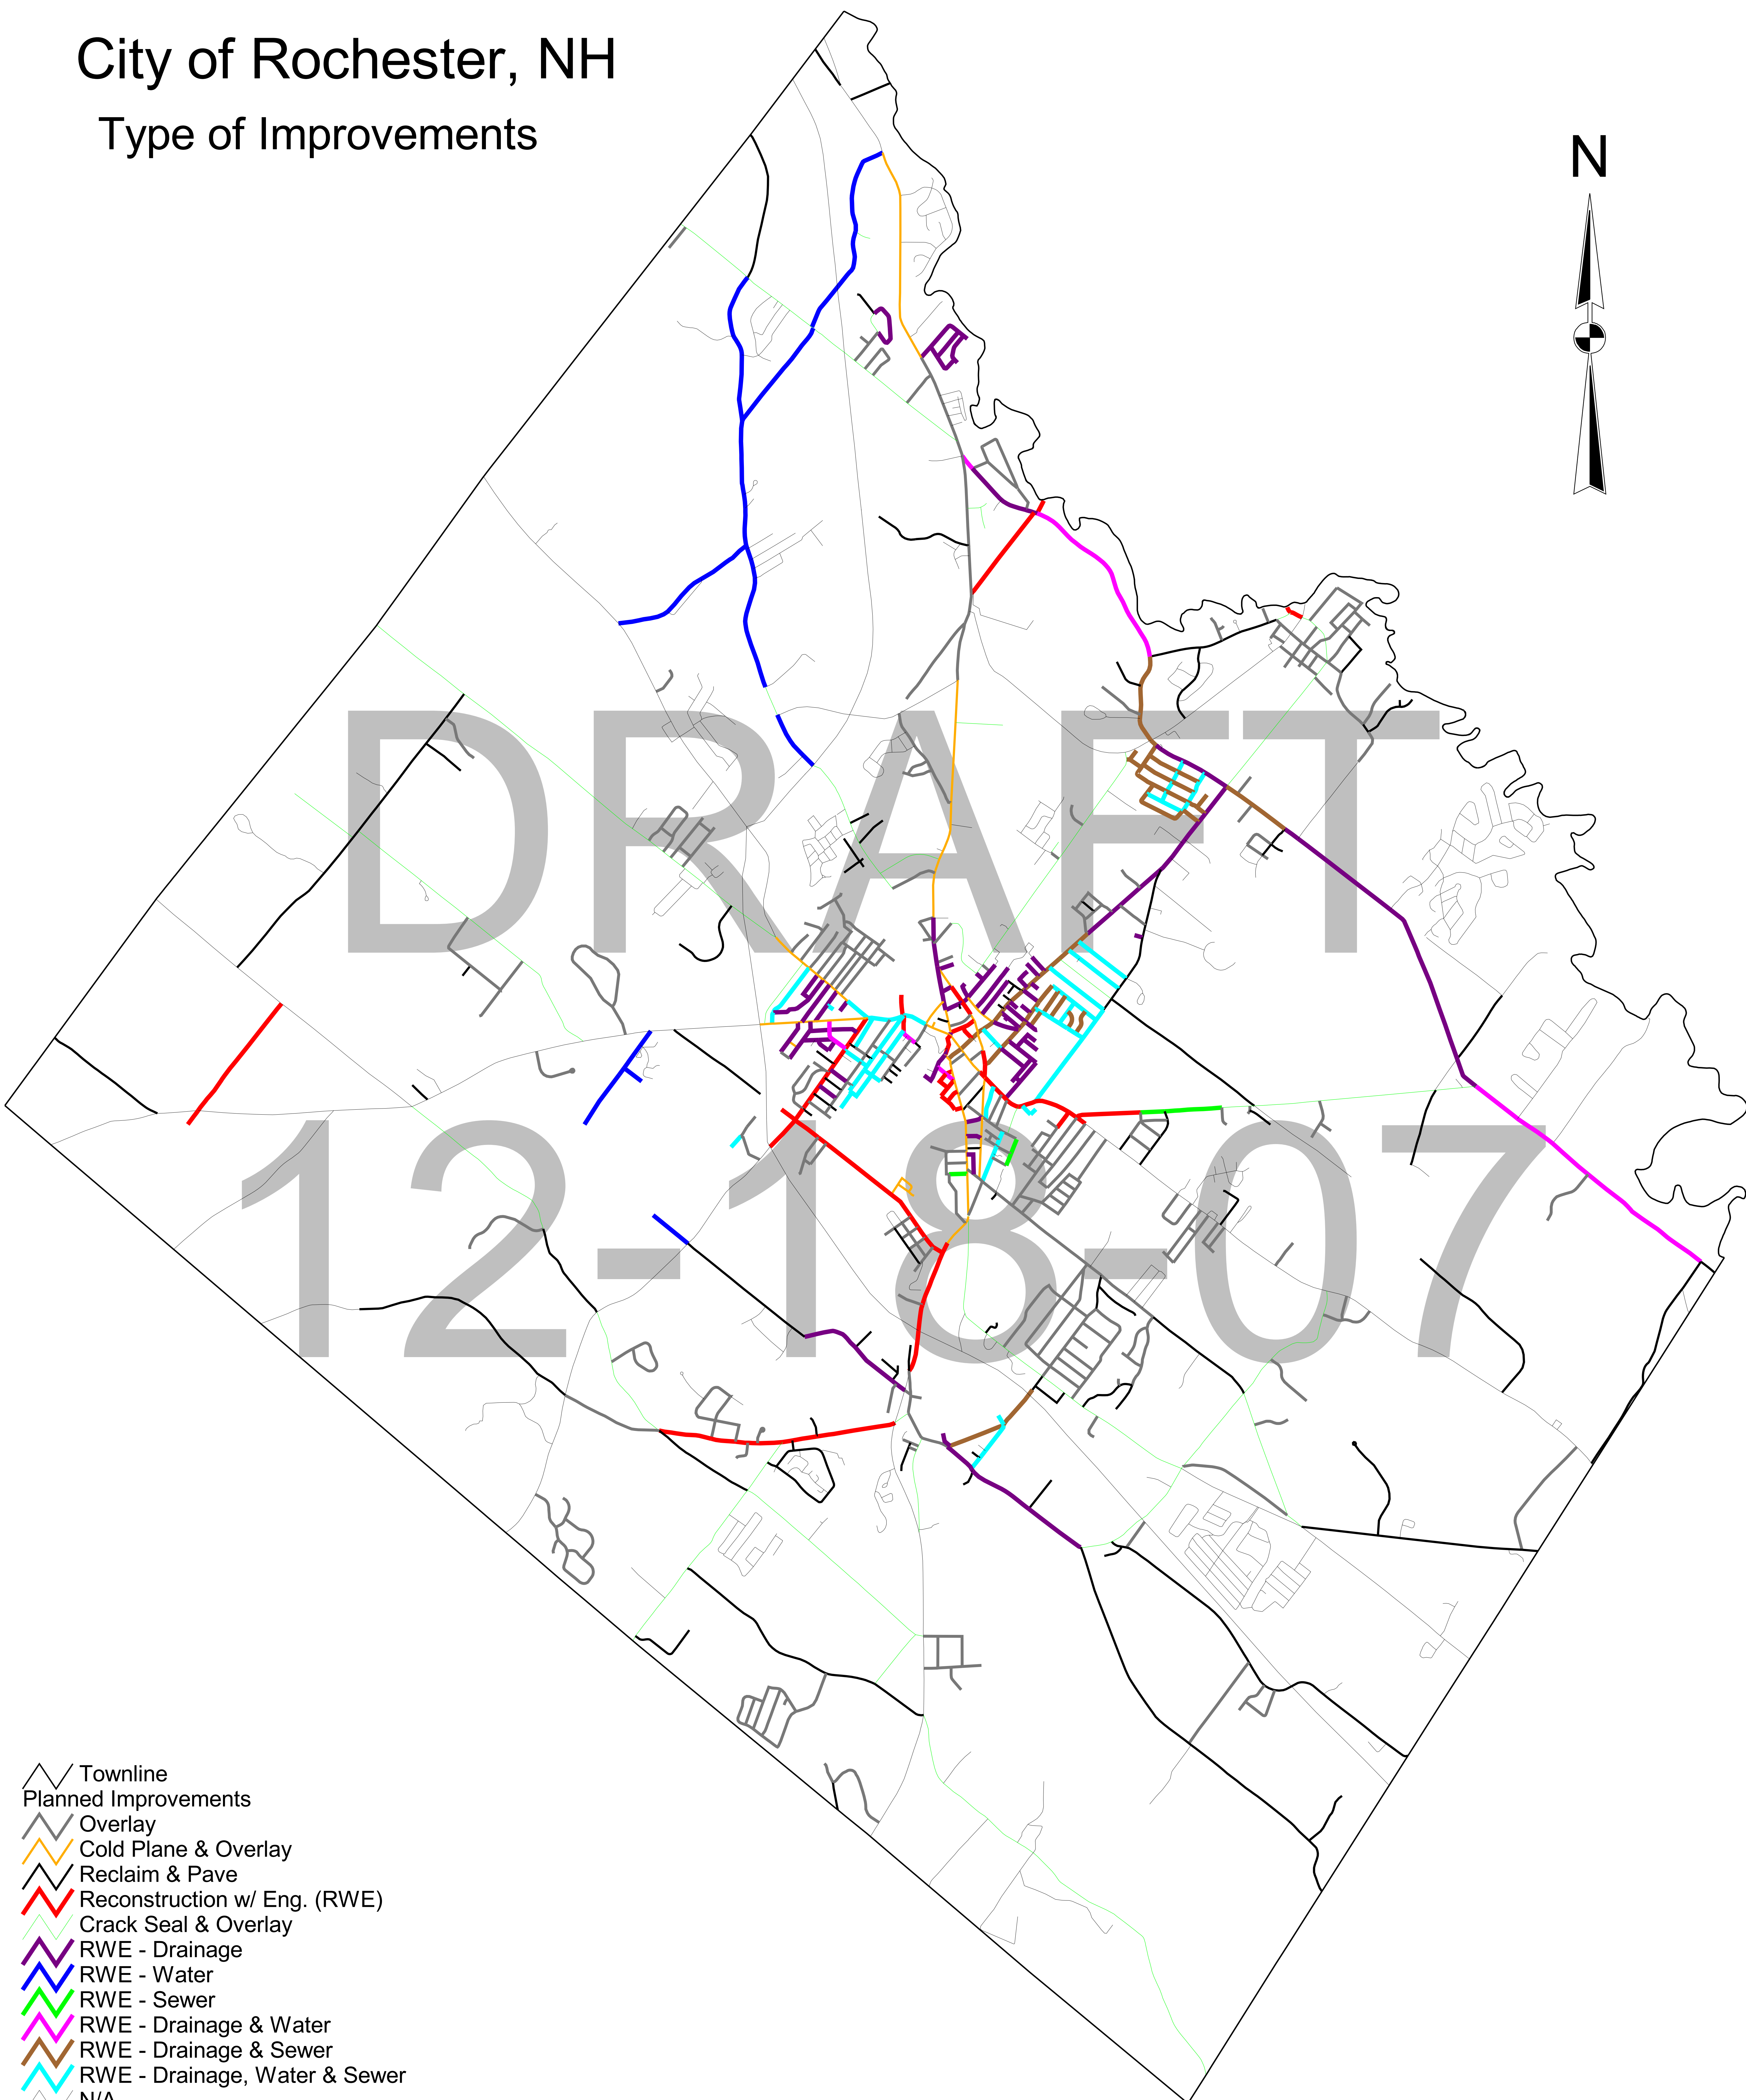 City of Rochester, NH
Type of Improvements
N
DRAFT
12-18-07
Townline
Planned Improvements
Overlay
Cold Plane & Overlay
Reclaim & Pave
Reconstruction w/ Eng. (RWE)
Crack Seal & Overlay
RWE - Drainage
RWE - Water
RWE - Sewer
RWE - Drainage & Water
RWE - Drainage & Sewer
RWE - Drainage, Water & Sewer
N/A